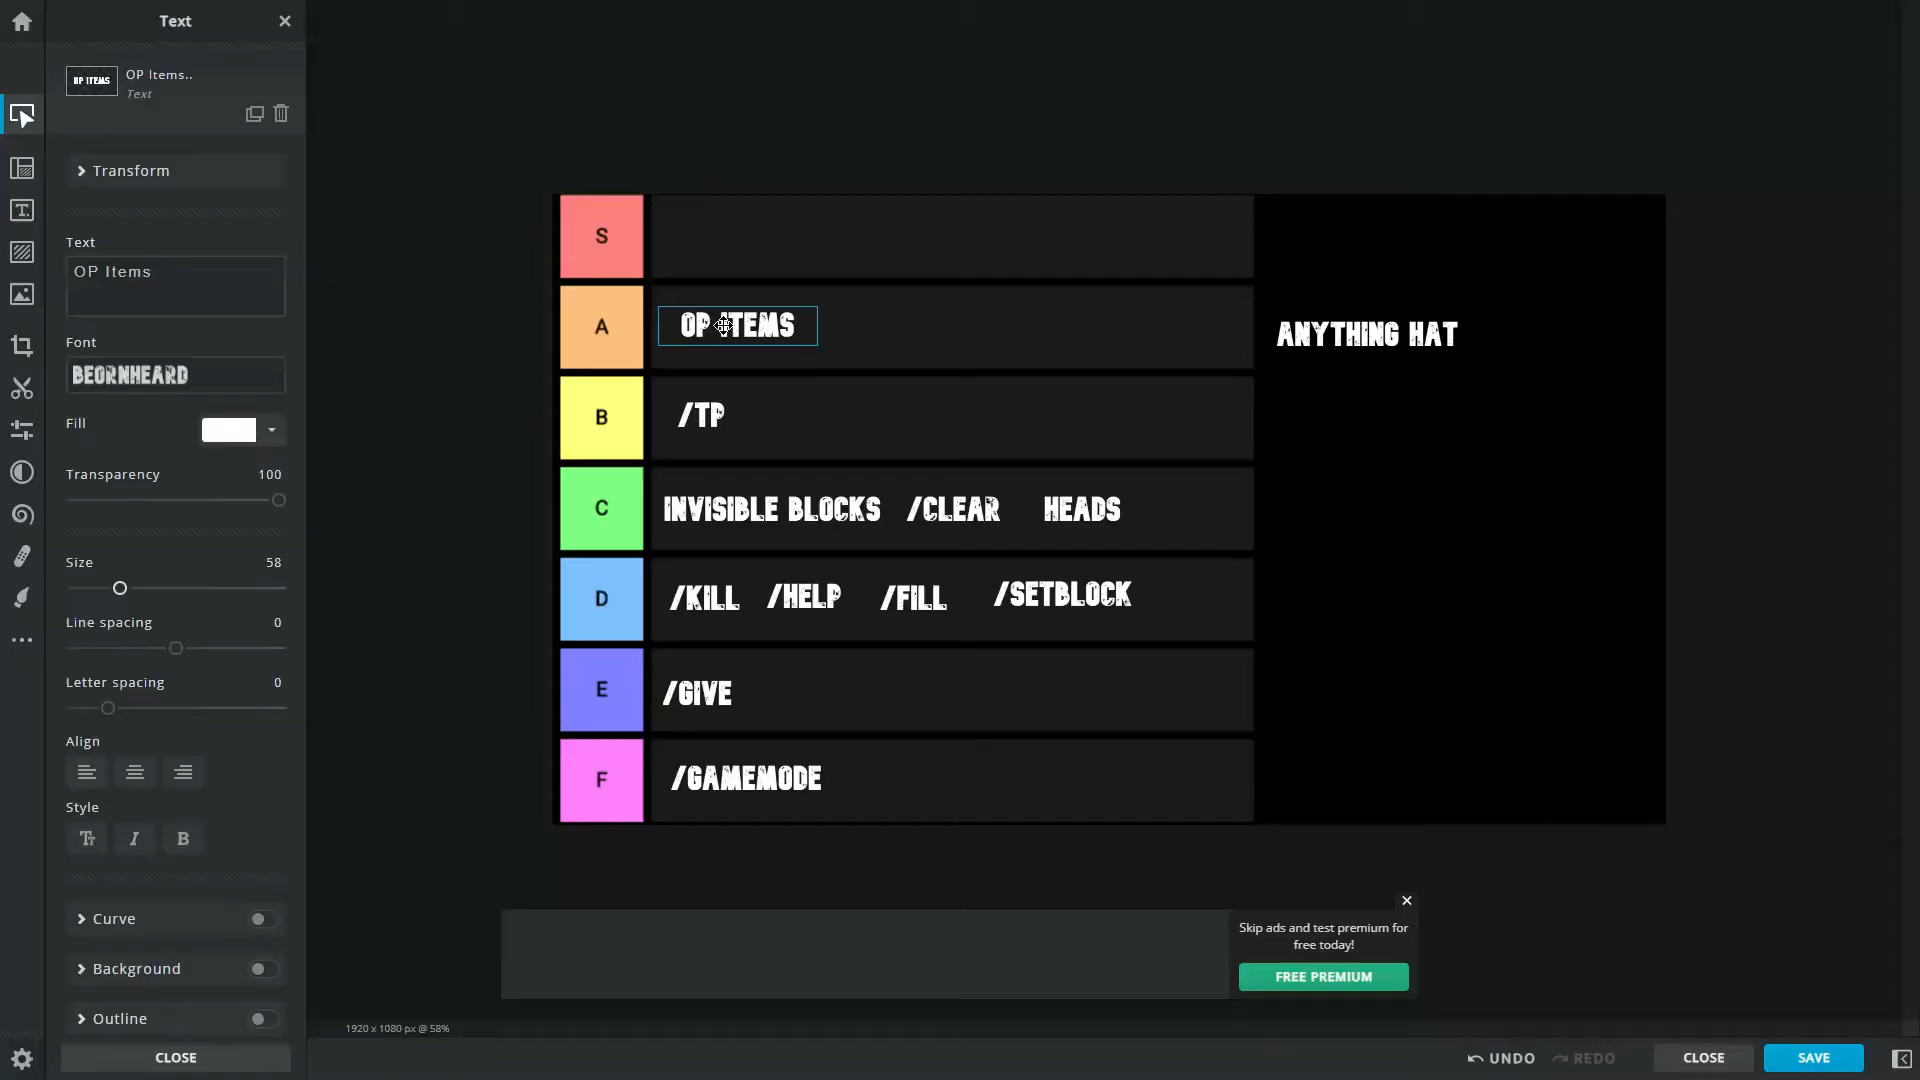 Text
OP ITEMS
OP Items..
Text
Transform
Text
OP Items
Font
BEORNHEARD
Fill
Transparency 100
Size 58
Line spacing 0
Letter spacing 0
Align
Style
Curve
Background
Outline
CLOSE
S
A OP ITEMS
ANYTHING HAT
B /TP
C INVISIBLE BLOCKS /CLEAR HEADS
D /KILL /HELP /FILL /SETBLOCK
E /GIVE
F /GAMEMODE
Skip ads and test premium for
free today!
FREE PREMIUM
1920 x 1080 px @ 58%
UNDO REDO CLOSE SAVE